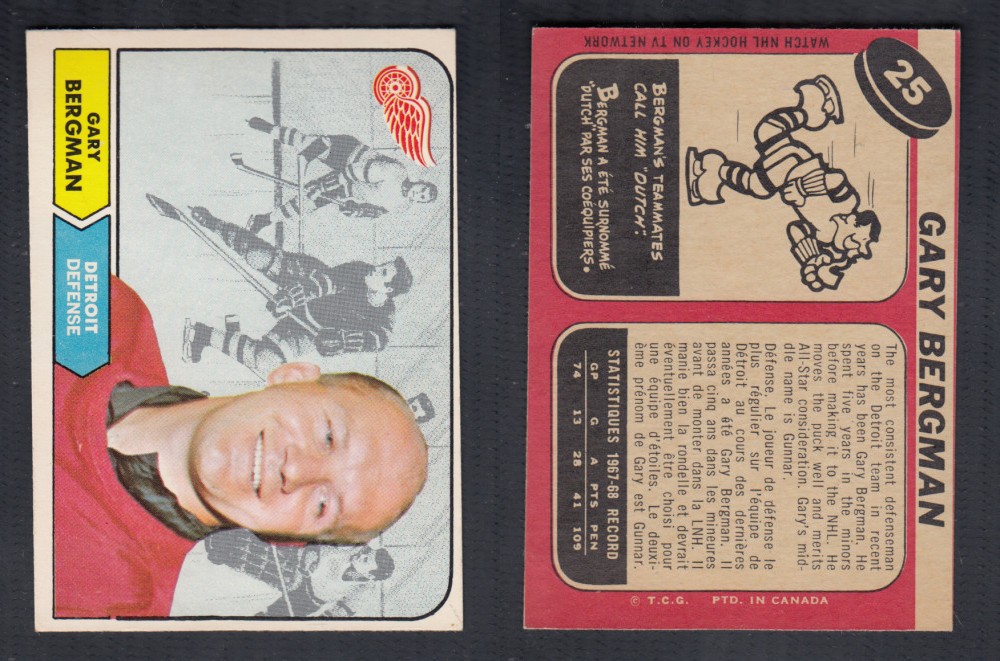 GARY
BERGMAN
DETROIT
DEFENSE
WATCH NHL HOCKEY ON TV NETWORK
25
GARY BERGMAN
BERGMAN'S TEAMMATES
CALL HIM "DUTCH".
BERGMAN A ÉTÉ SURNOMMÉ
"DUTCH" PAR SES COÉQUIPIERS.
The most consistent defenseman
on the Detroit team in recent
years has been Gary Bergman. He
spent five years in the minors
before making it to the NHL. He
moves the puck well and merits
All-Star consideration. Gary's mid-
dle name is Gunnar.
Défense. Le joueur de défense le
plus régulier sur l'équipe de
Détroit au cours des dernières
années a été Gary Bergman. Il
passa cinq ans dans les mineures
avant de monter dans la LNH. Il
manie bien la rondelle et devrait
éventuellement être choisi pour
une équipe d'étoiles. Le deuxi-
ème prénom de Gary est Gunnar.
STATISTIQUES 1967-68 RECORD
GP G A PTS PEN
74 13 28 41 109
© T.C.G. PTD. IN CANADA